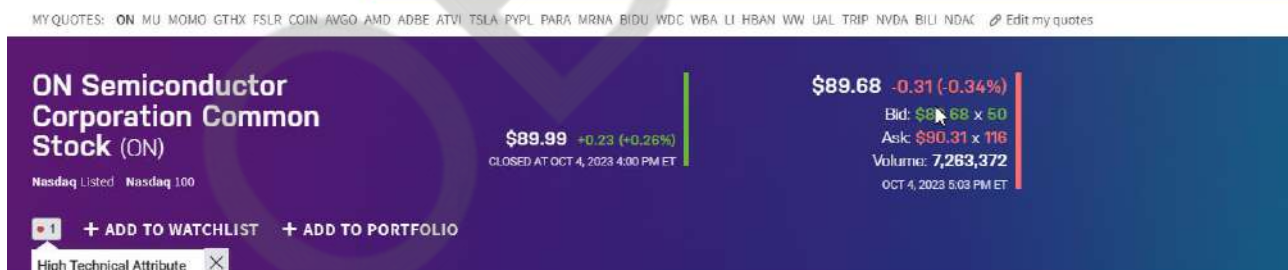 MY QUOTES: ON MU MOMO GTHX FSLR COIN AVGO AMD ADBE ATVI TSLA PYPL PARA MRNA BIDU WDC WBA LI HBAN WW UAL TRIP NVDA BILI NDAC Edit my quotes
ON Semiconductor
Corporation Common
Stock (ON)
Nasdaq Listed Nasdaq 100
$89.99 +0.23 (+0.26%)
CLOSED AT OCT 4, 2023 4:00 PM ET
$89.68 -0.31 (-0.34%)
Bid: x 50
Ask: $90.31 x 116
Volume: 7,263,372
OCT 4, 2023 5:03 PM ET
1 + ADD TO WATCHLIST + ADD TO PORTFOLIO
High Technical Attribute